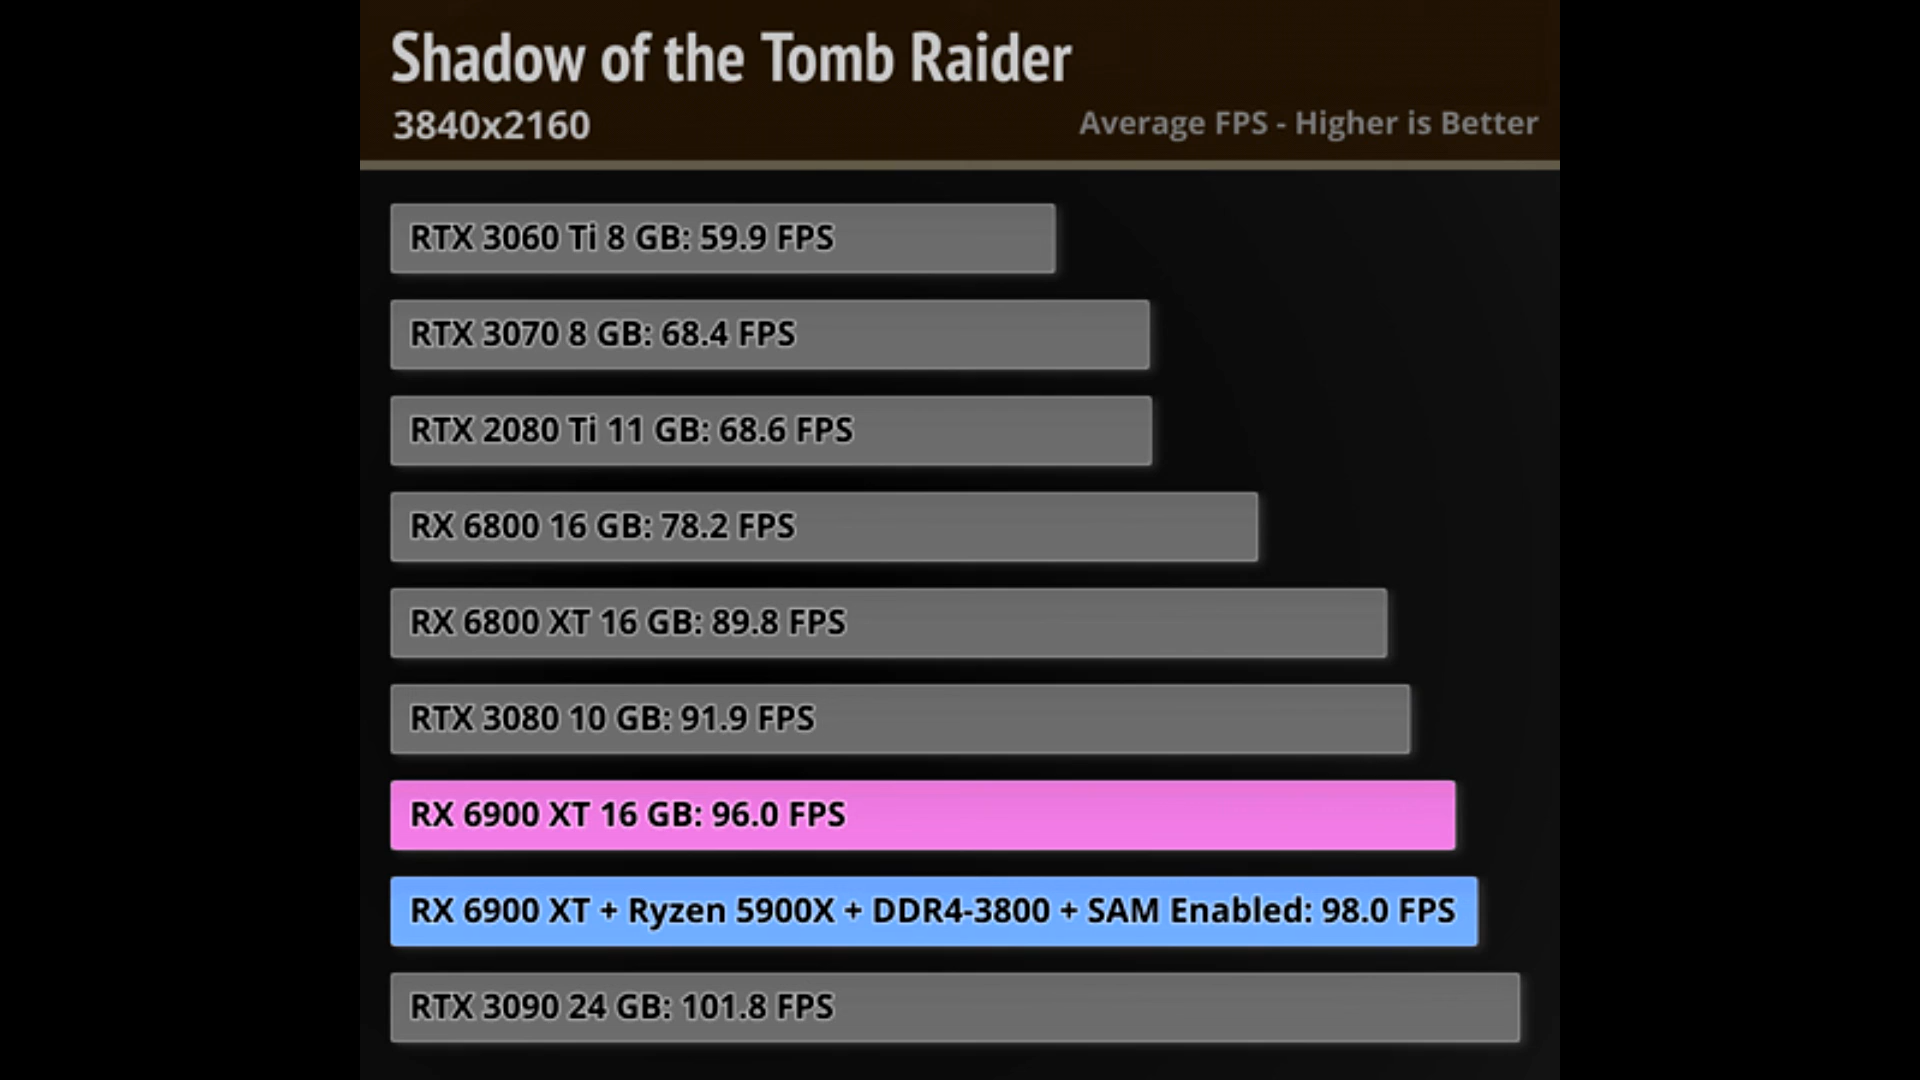 Shadow of the Tomb Raider
3840x2160
Average FPS - Higher is Better
RTX 3060 Ti 8 GB: 59.9 FPS
RTX 3070 8 GB: 68.4 FPS
RTX 2080 Ti 11 GB: 68.6 FPS
RX 6800 16 GB: 78.2 FPS
RX 6800 XT 16 GB: 89.8 FPS
RTX 3080 10 GB: 91.9 FPS
RX 6900 XT 16 GB: 96.0 FPS
RX 6900 XT + Ryzen 5900X + DDR4-3800 + SAM Enabled: 98.0 FPS
RTX 3090 24 GB: 101.8 FPS